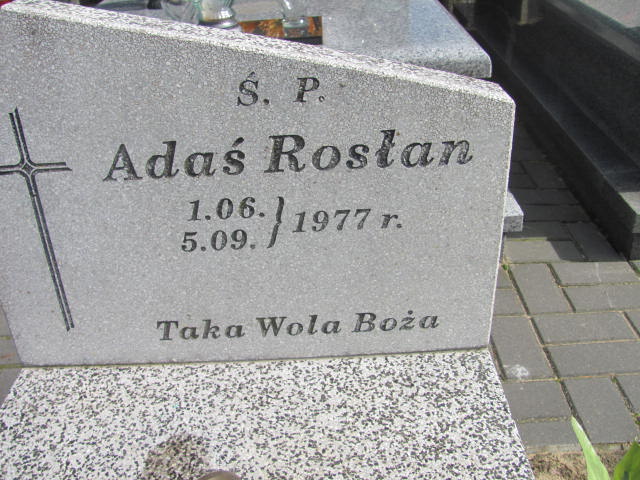 Ś. P.
Adaś Rosłan
1.06.
5.09. } 1977 r.
Taka Wola Boża